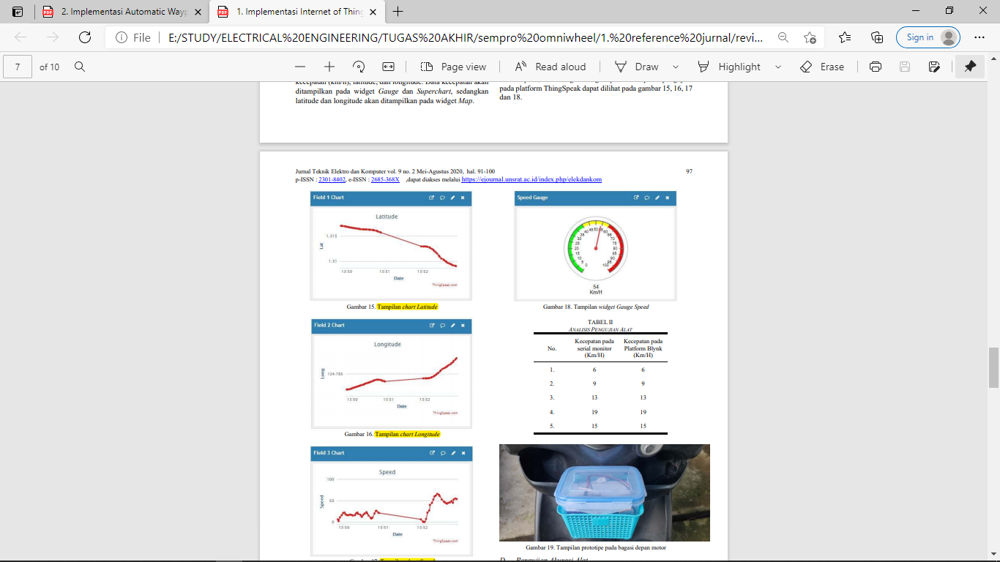 2. Implementasi Automatic Wayp
1. Implementasi Internet of Thing
File
E:/STUDY/ELECTRICAL%20ENGINEERING/TUGAS%20AKHIR/sempro%20omniwheel/1.%20reference%20jurnal/revi...
Sign in
7 of 10
Page view
Read aloud
Draw
Highlight
Erase
kecepatan (km/h), latitude, dan longitude. Data kecepatan akan
ditampilkan pada widget Gauge dan Superchart, sedangkan
latitude dan longitude akan ditampilkan pada widget Map.
pada platform ThingSpeak dapat dilihat pada gambar 15, 16, 17
dan 18.
Jurnal Teknik Elektro dan Komputer vol. 9 no. 2 Mei-Agustus 2020, hal. 91-100
97
p-ISSN : 2301-8402, e-ISSN : 2685-368X ,dapat diakses melalui https://ejournal.unsrat.ac.id/index.php/elekdankom
Field 1 Chart
Latitude
1.315
1.31
Lat
13:50 13:51 13:52
Date
ThingSpeak.com
Gambar 15. Tampilan chart Latitude
Field 2 Chart
Longitude
124.785
Long
13:50 13:51 13:52
Date
ThingSpeak.com
Gambar 16. Tampilan chart Longitude
Field 3 Chart
Speed
100
50
0
Speed
13:50 13:51 13:52
Date
ThingSpeak.com
Speed Gauge
0 5 10 15 20 25 30 35 40 45 50 55 60 65 70 75 80 85 90 95 100
54
Km/H
Gambar 18. Tampilan widget Gauge Speed
TABEL II
ANALISIS PENGUJIAN ALAT
No. Kecepatan pada serial monitor (Km/H) Kecepatan pada Platform Blynk (Km/H)
1. 6 6
2. 9 9
3. 13 13
4. 19 19
5. 15 15
Gambar 19. Tampilan prototipe pada bagasi depan motor
D. Pengujian Akurasi Alat